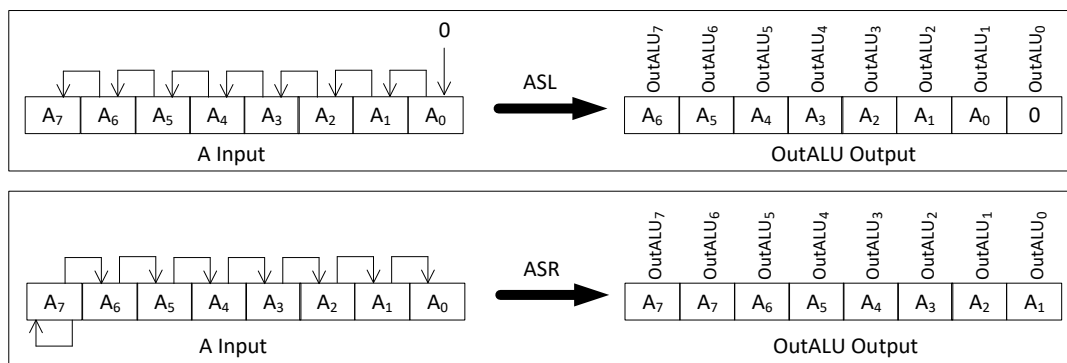 0
OutALU₇ OutALU₆ OutALU₅ OutALU₄ OutALU₃ OutALU₂ OutALU₁ OutALU₀
ASL
A₇ A₆ A₅ A₄ A₃ A₂ A₁ A₀
A₆ A₅ A₄ A₃ A₂ A₁ A₀ 0
A Input
OutALU Output
OutALU₇ OutALU₆ OutALU₅ OutALU₄ OutALU₃ OutALU₂ OutALU₁ OutALU₀
ASR
A₇ A₆ A₅ A₄ A₃ A₂ A₁ A₀
A₇ A₇ A₆ A₅ A₄ A₃ A₂ A₁
A Input
OutALU Output